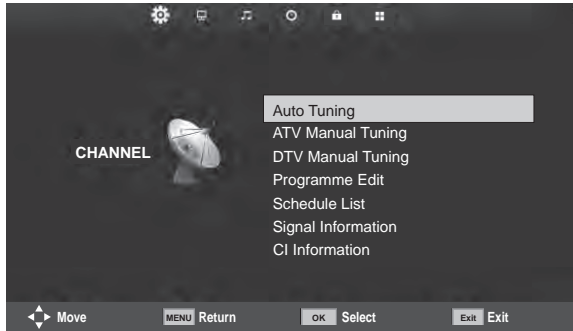 Auto Tuning
ATV Manual Tuning
CHANNEL
DTV Manual Tuning
Programme Edit
Schedule List
Signal Information
CI Information
Move MENU Return OK Select Exit Exit